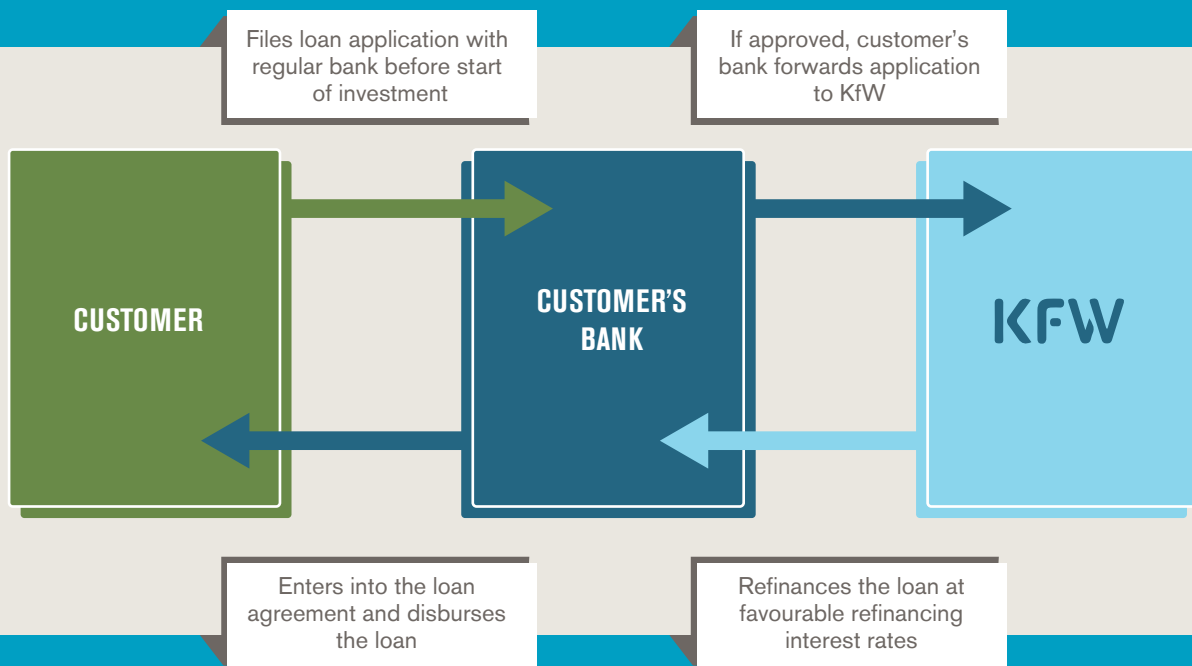 Files loan application with
regular bank before start
of investment
If approved, customer’s
bank forwards application
to KfW
CUSTOMER
CUSTOMER’S
BANK
KFW
Enters into the loan
agreement and disburses
the loan
Refinances the loan at
favourable refinancing
interest rates